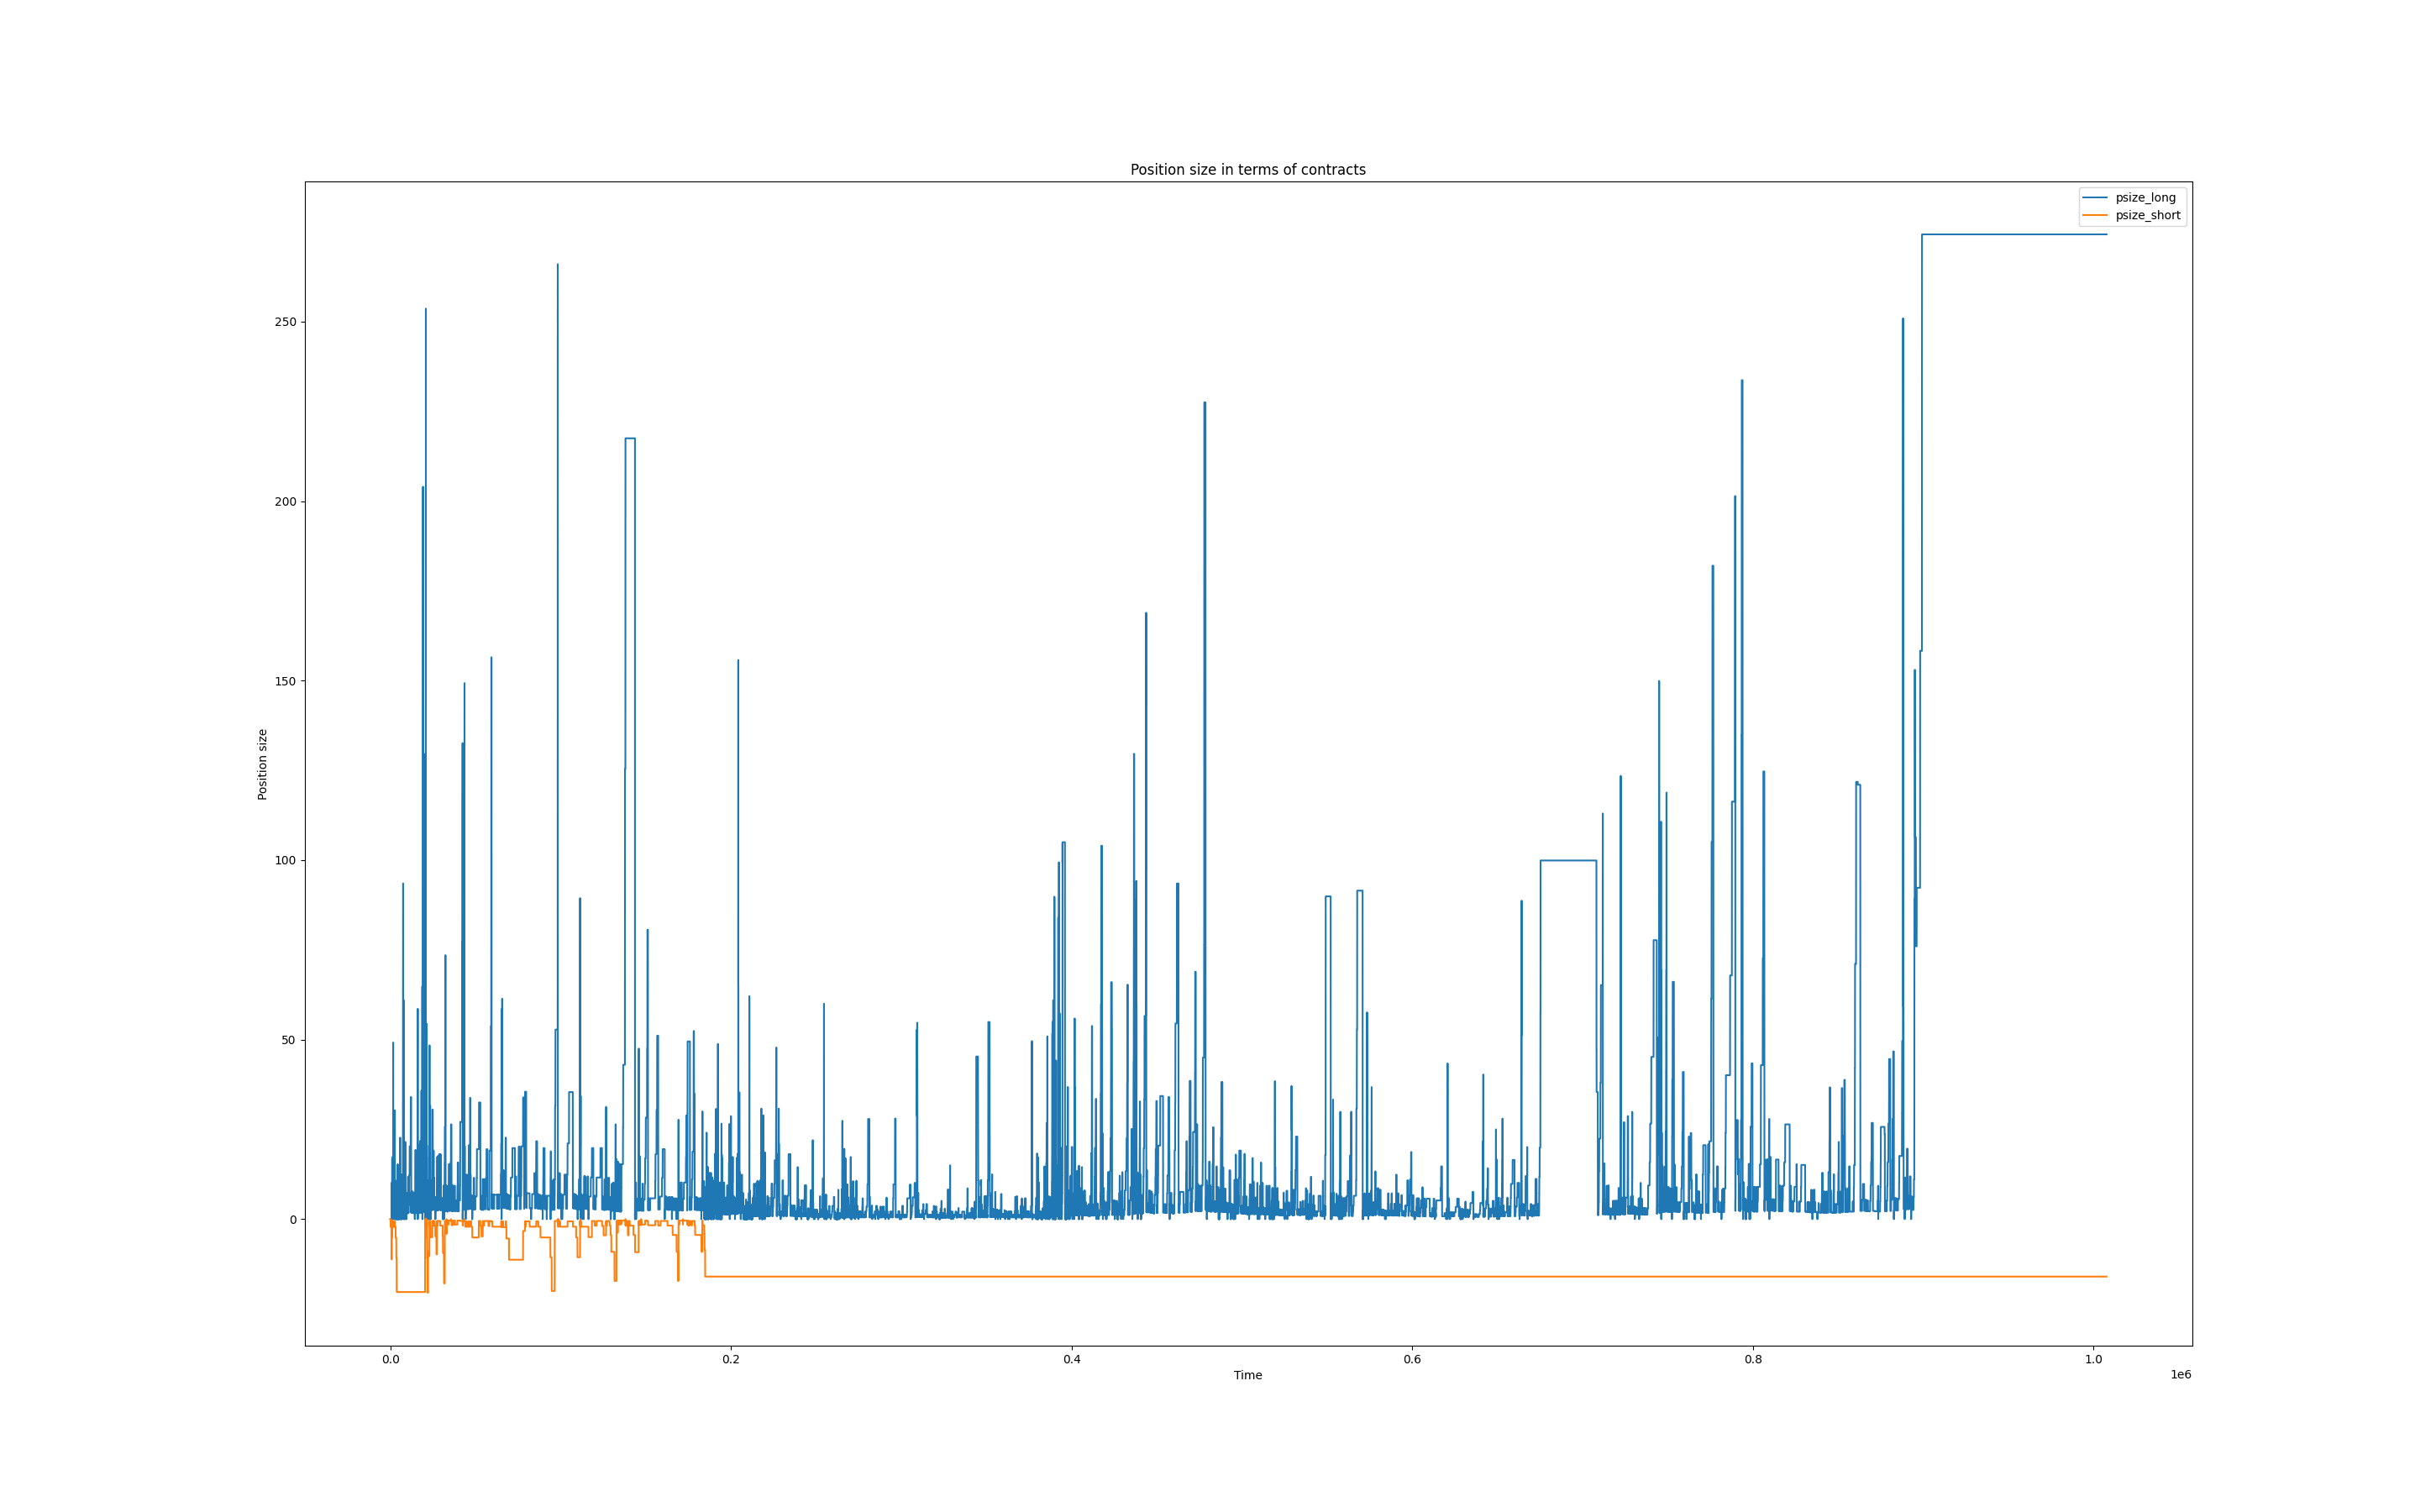 Position size in terms of contracts
psize_long
psize_short
250
200
150
100
50
0
Position size
0.0 0.2 0.4 0.6 0.8 1.0
Time
1e6